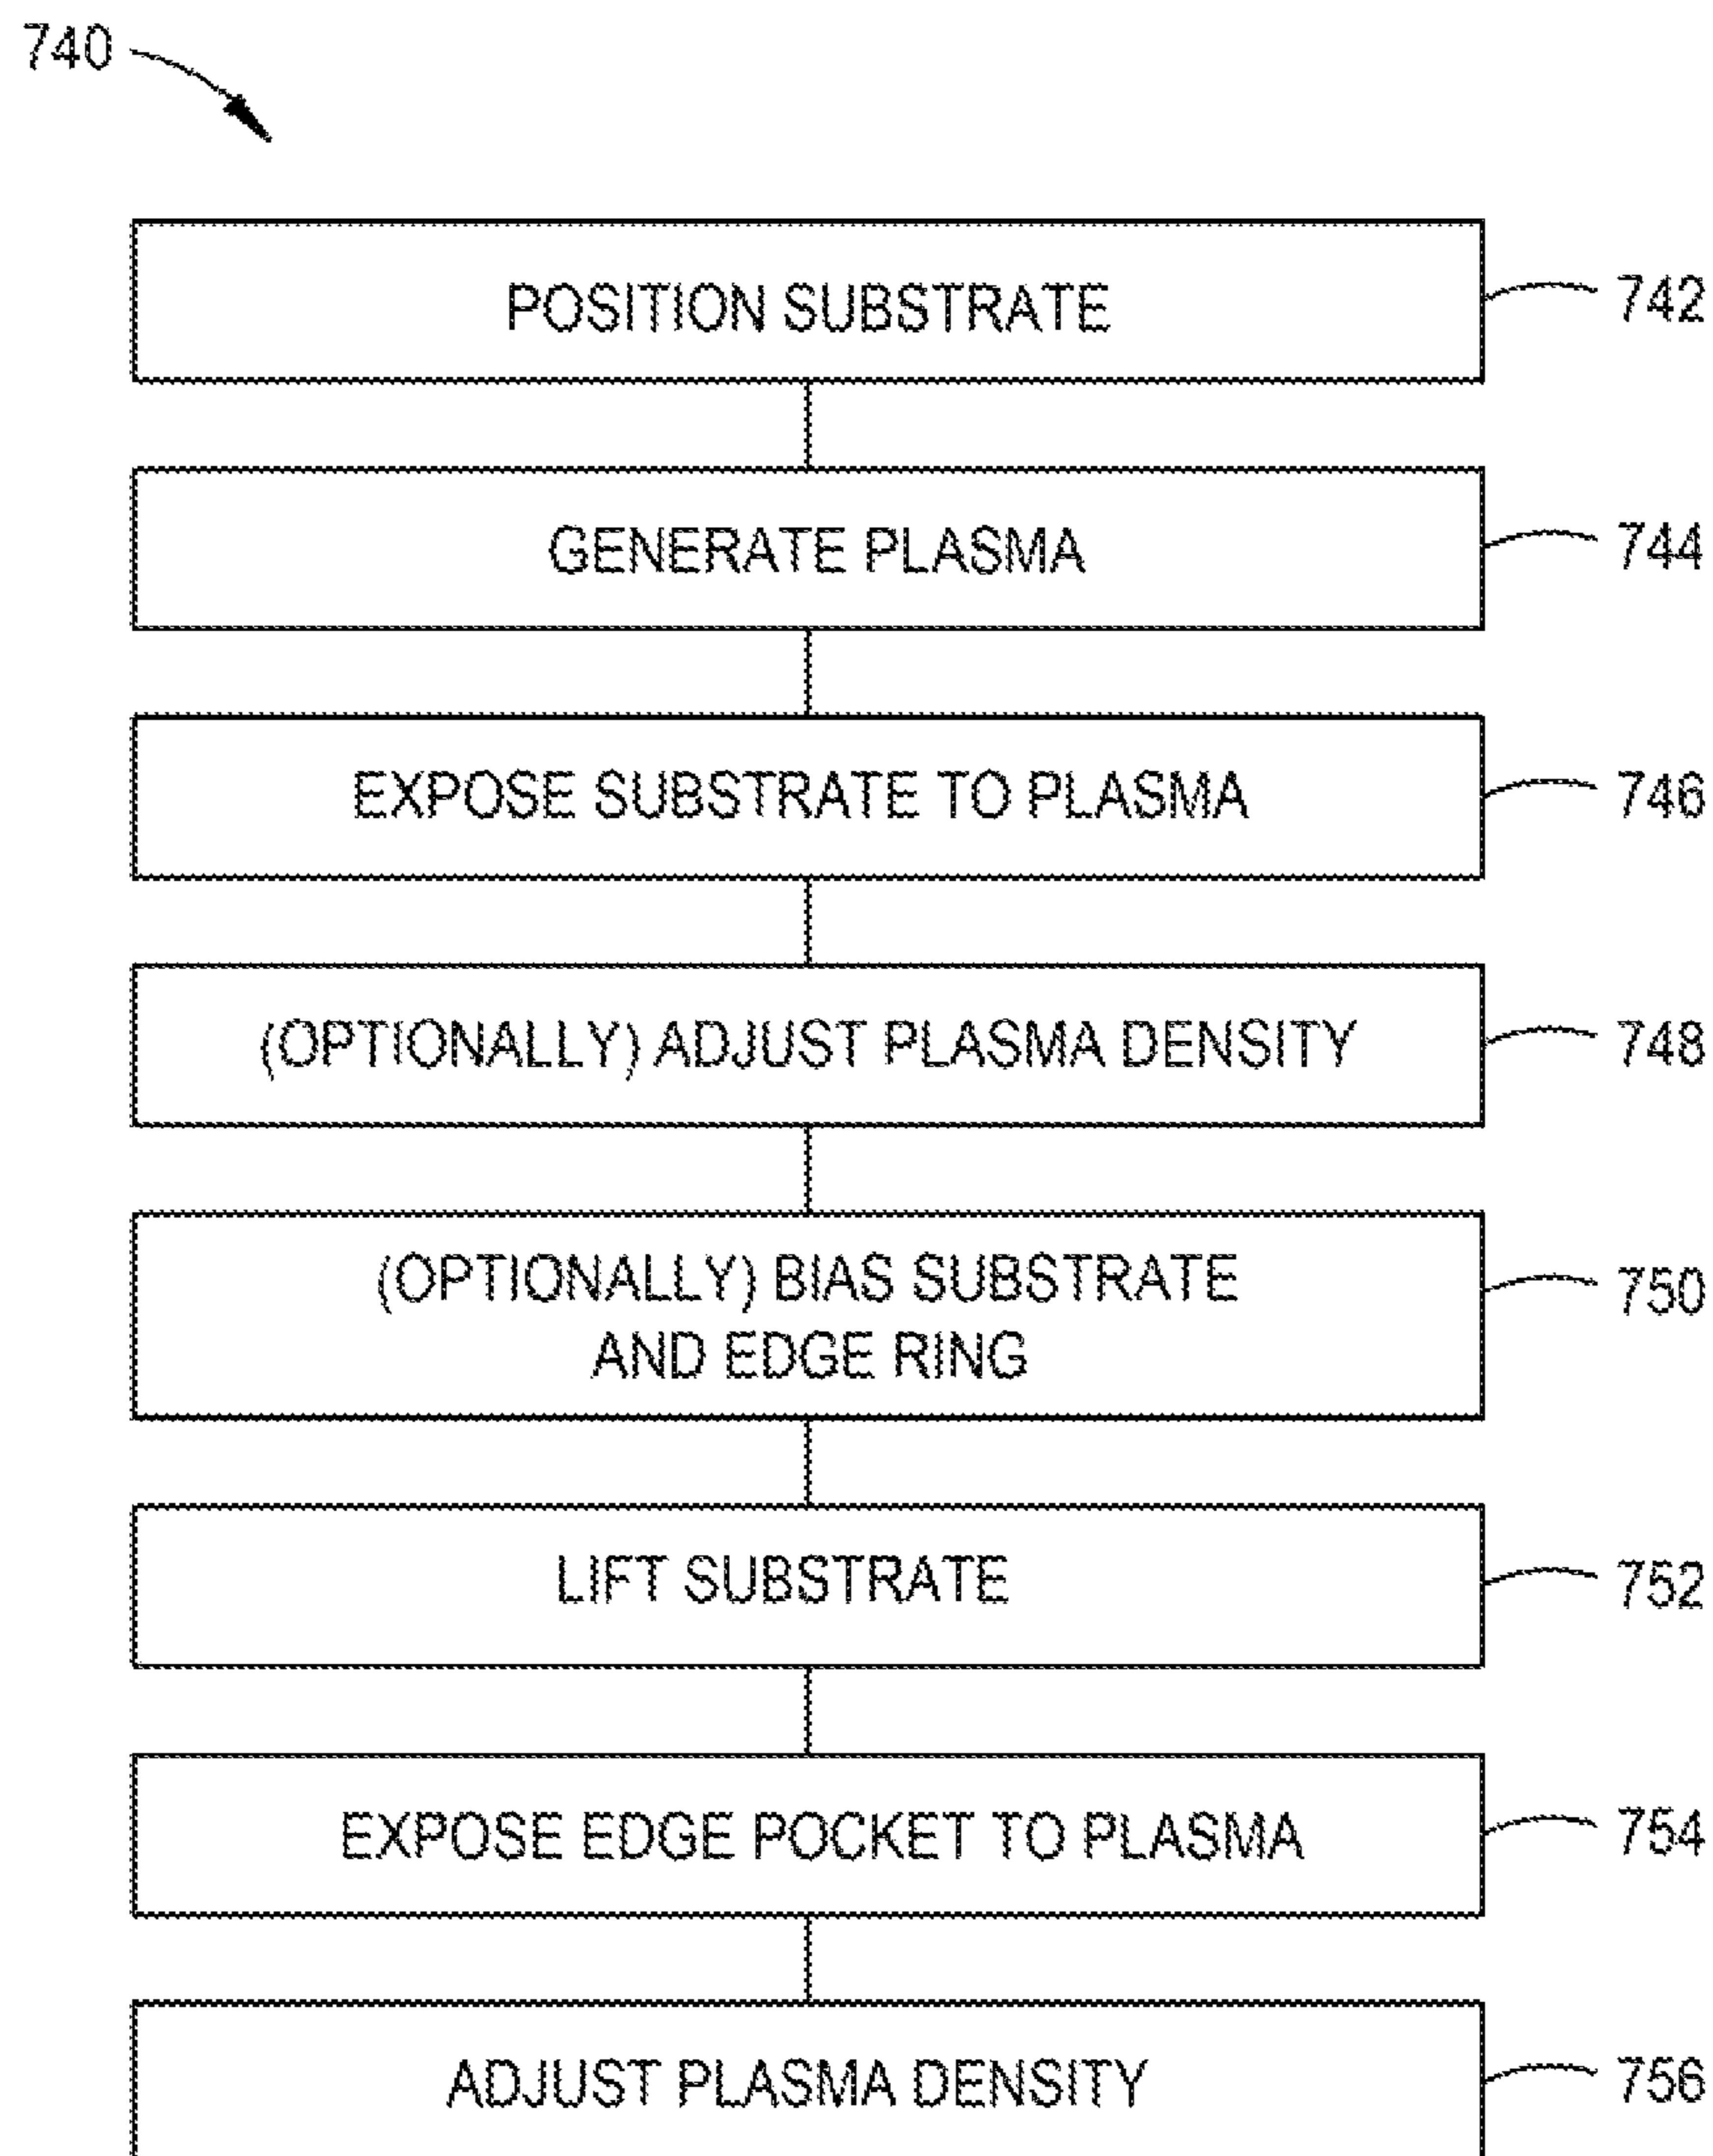 740
POSITION SUBSTRATE 742
GENERATE PLASMA 744
EXPOSE SUBSTRATE TO PLASMA 746
(OPTIONALLY) ADJUST PLASMA DENSITY 748
(OPTIONALLY) BIAS SUBSTRATE
AND EDGE RING 750
LIFT SUBSTRATE 752
EXPOSE EDGE POCKET TO PLASMA 754
ADJUST PLASMA DENSITY 756